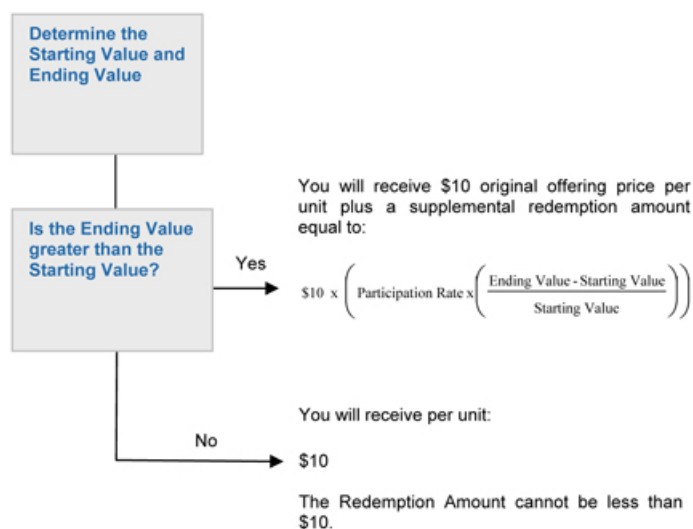 Determine the
Starting Value and
Ending Value
You will receive $10 original offering price per
unit plus a supplemental redemption amount
equal to:
Is the Ending Value
greater than the
Starting Value?
Yes
$10 x (Participation Rate x (Ending Value - Starting Value
Starting Value))
You will receive per unit:
No
$10
The Redemption Amount cannot be less than
$10.